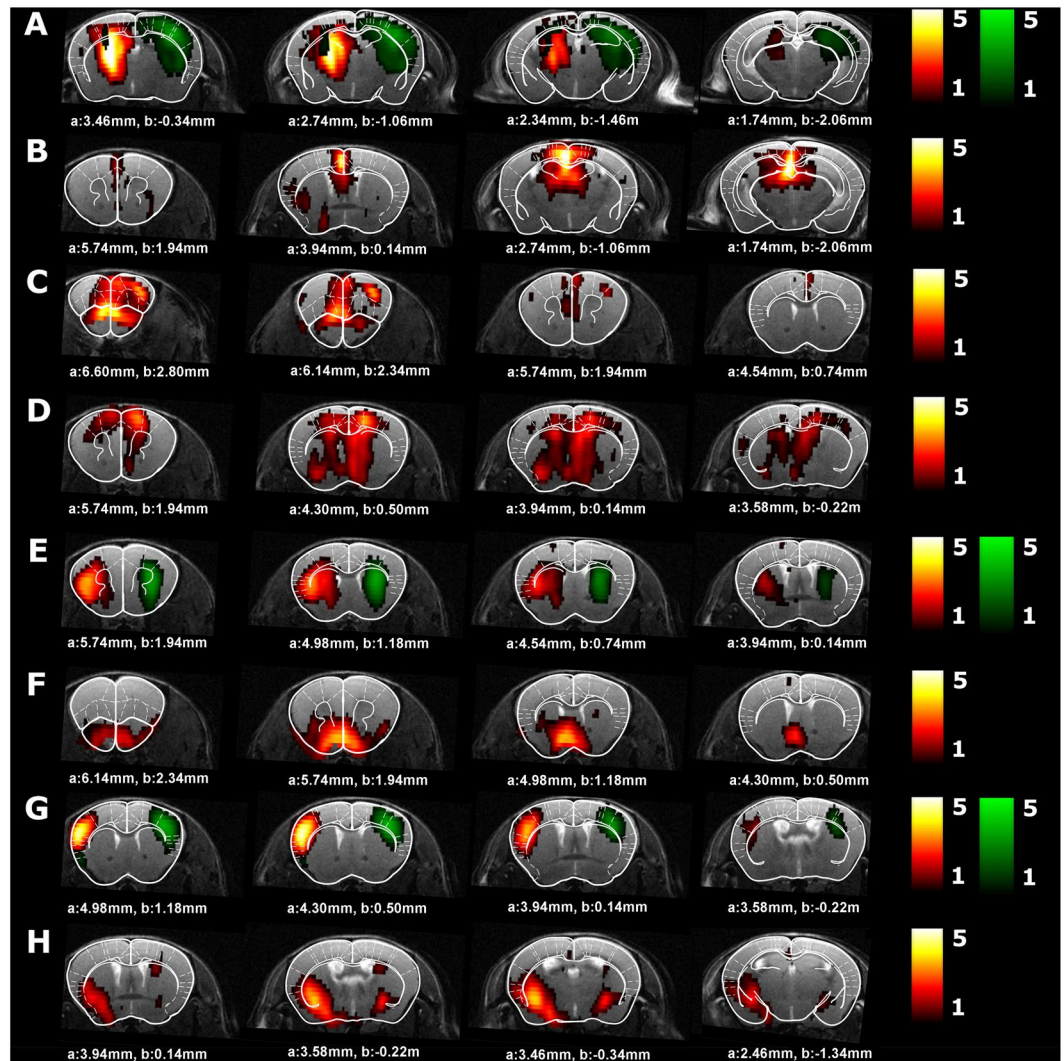 A
5 5
1 1
a:3.46mm, b:-0.34mm a:2.74mm, b:-1.06mm a:2.34mm, b:-1.46m a:1.74mm, b:-2.06mm
B
5
1
a:5.74mm, b:1.94mm a:3.94mm, b:0.14mm a:2.74mm, b:-1.06mm a:1.74mm, b:-2.06mm
C
5
1
a:6.60mm, b:2.80mm a:6.14mm, b:2.34mm a:5.74mm, b:1.94mm a:4.54mm, b:0.74mm
D
5
1
a:5.74mm, b:1.94mm a:4.30mm, b:0.50mm a:3.94mm, b:0.14mm a:3.58mm, b:-0.22m
E
5 5
1 1
a:5.74mm, b:1.94mm a:4.98mm, b:1.18mm a:4.54mm, b:0.74mm a:3.94mm, b:0.14mm
F
5
1
a:6.14mm, b:2.34mm a:5.74mm, b:1.94mm a:4.98mm, b:1.18mm a:4.30mm, b:0.50mm
G
5 5
1 1
a:4.98mm, b:1.18mm a:4.30mm, b:0.50mm a:3.94mm, b:0.14mm a:3.58mm, b:-0.22m
H
5
1
a:3.94mm, b:0.14mm a:3.58mm, b:-0.22m a:3.46mm, b:-0.34mm a:2.46mm, b:-1.34mm